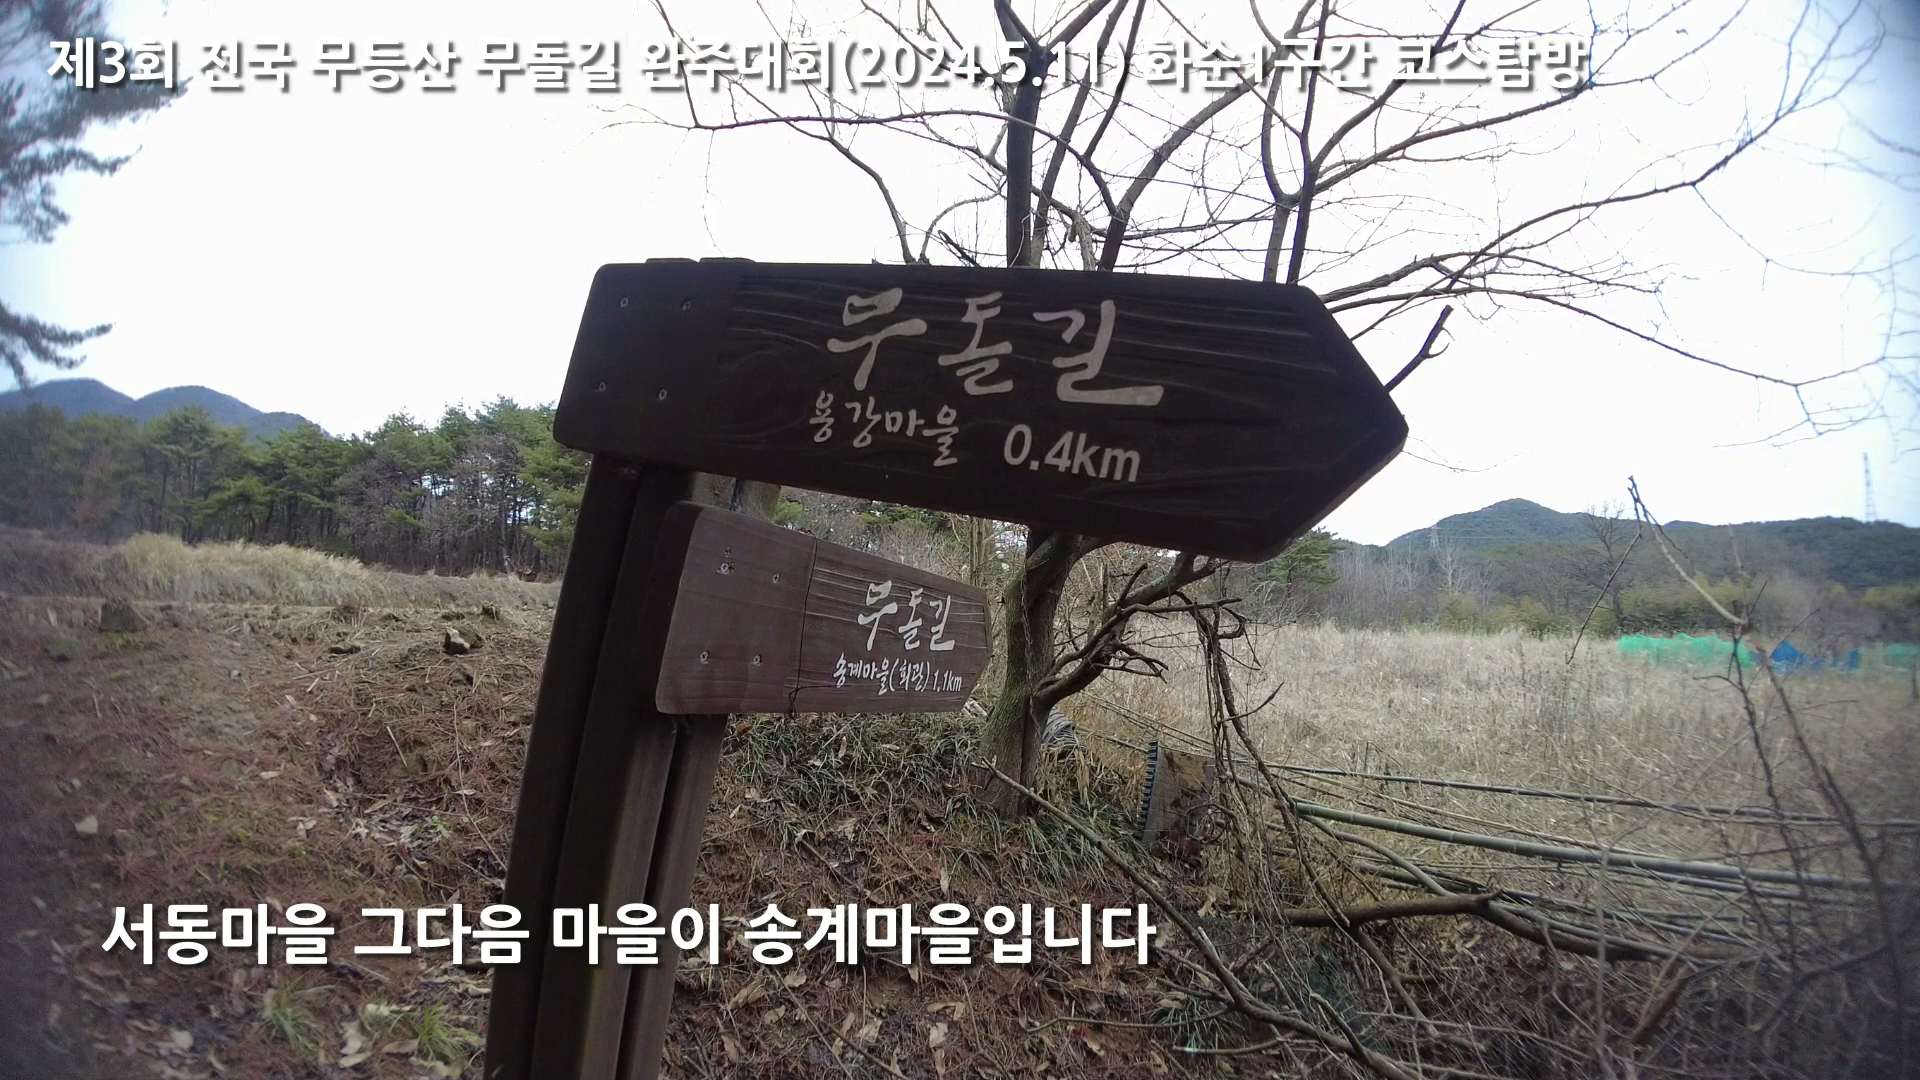 제3회 전국 무등산 무돌길 완주대회(2024.5.11) 화순1구간 코스탐방
무돌길
용강마을 0.4km
무돌길
송계마을(회관) 1.1km
서동마을 그다음 마을이 송계마을입니다